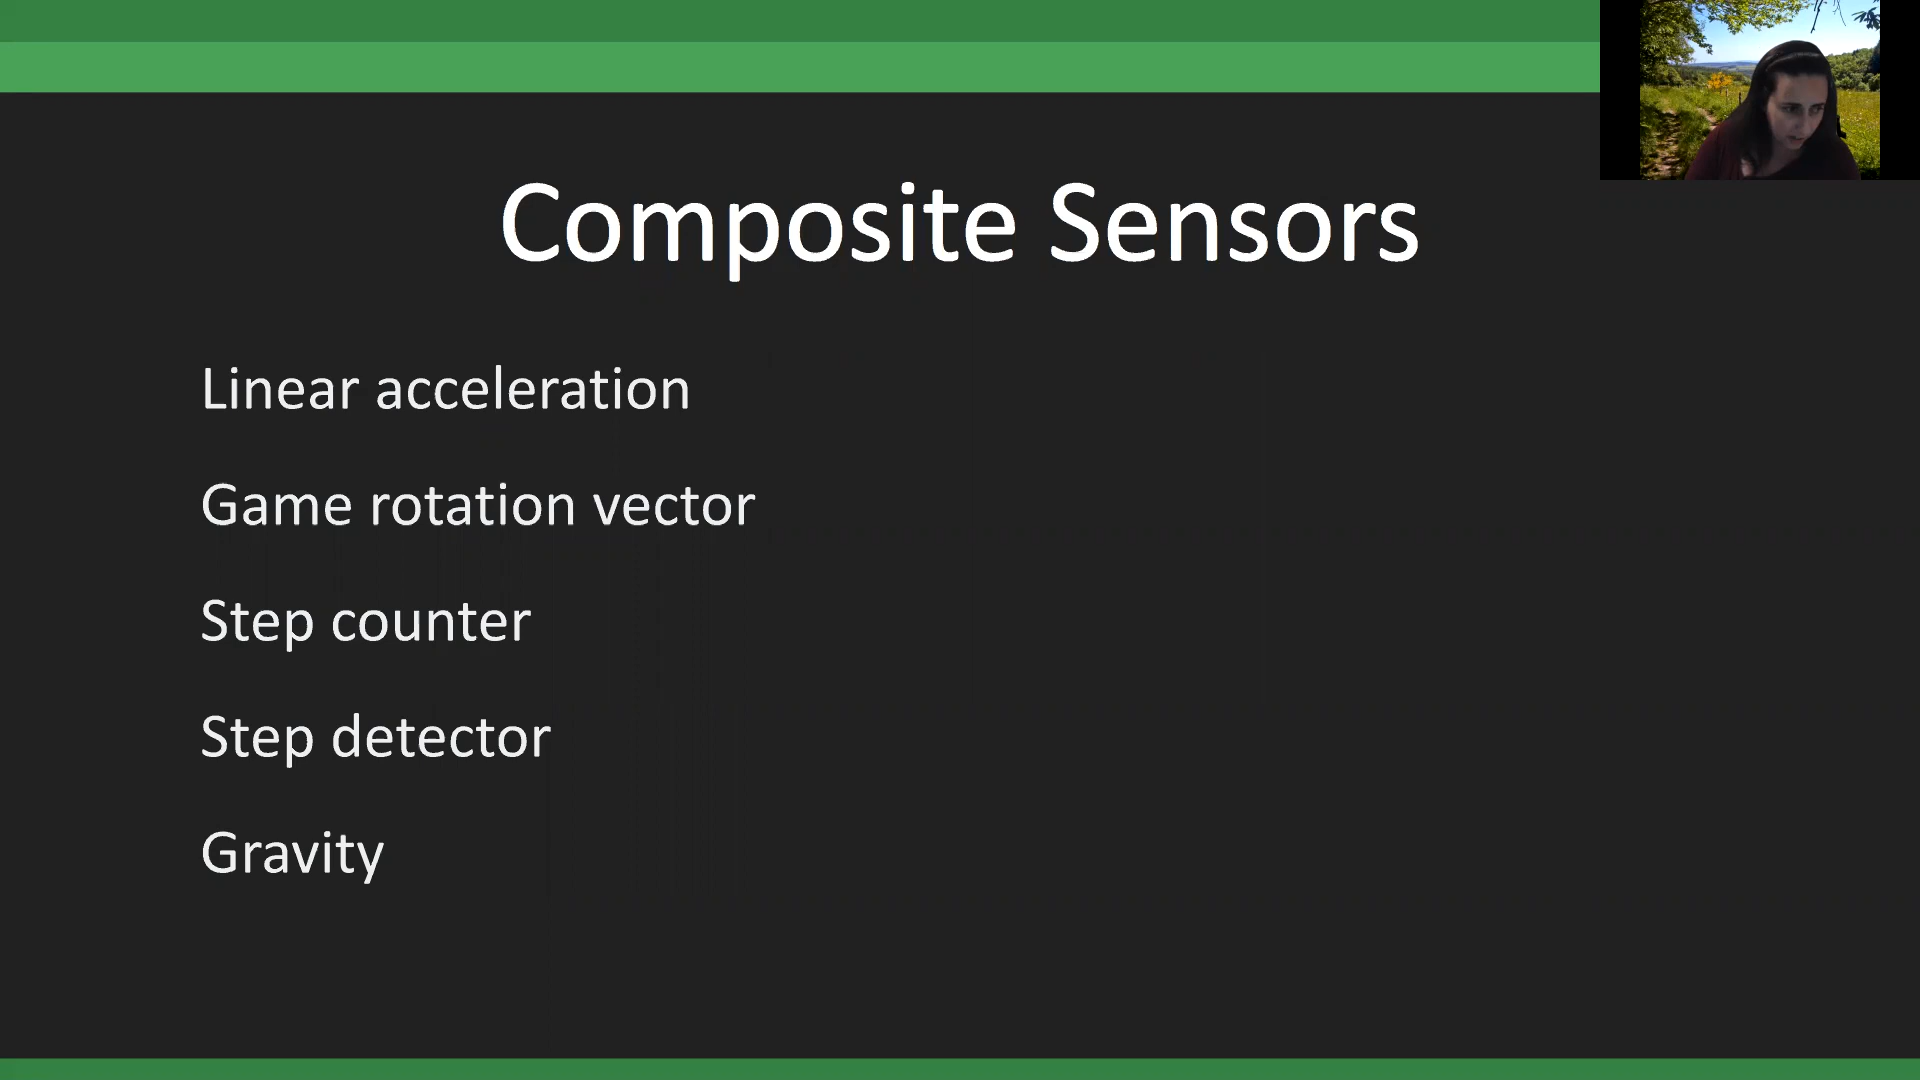 Composite Sensors
Linear acceleration
Game rotation vector
Step counter
Step detector
Gravity